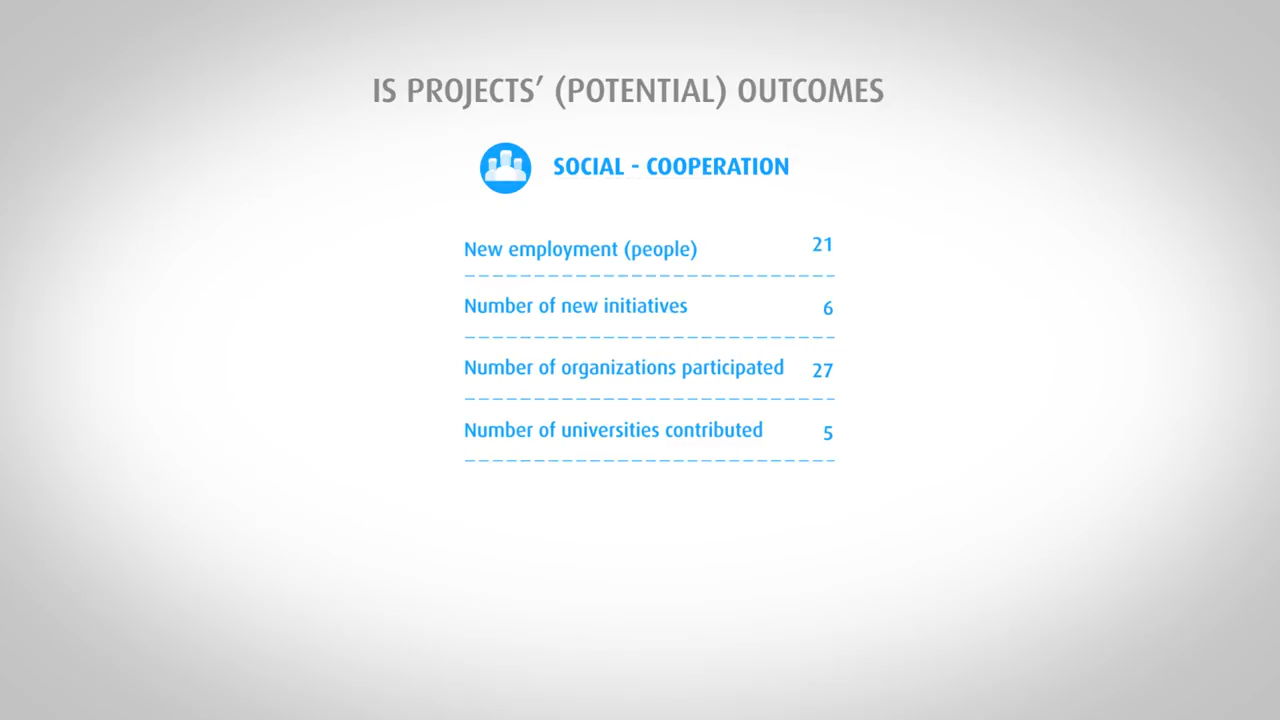 IS PROJECTS’ (POTENTIAL) OUTCOMES
SOCIAL - COOPERATION
New employment (people) 21
Number of new initiatives 6
Number of organizations participated 27
Number of universities contributed 5